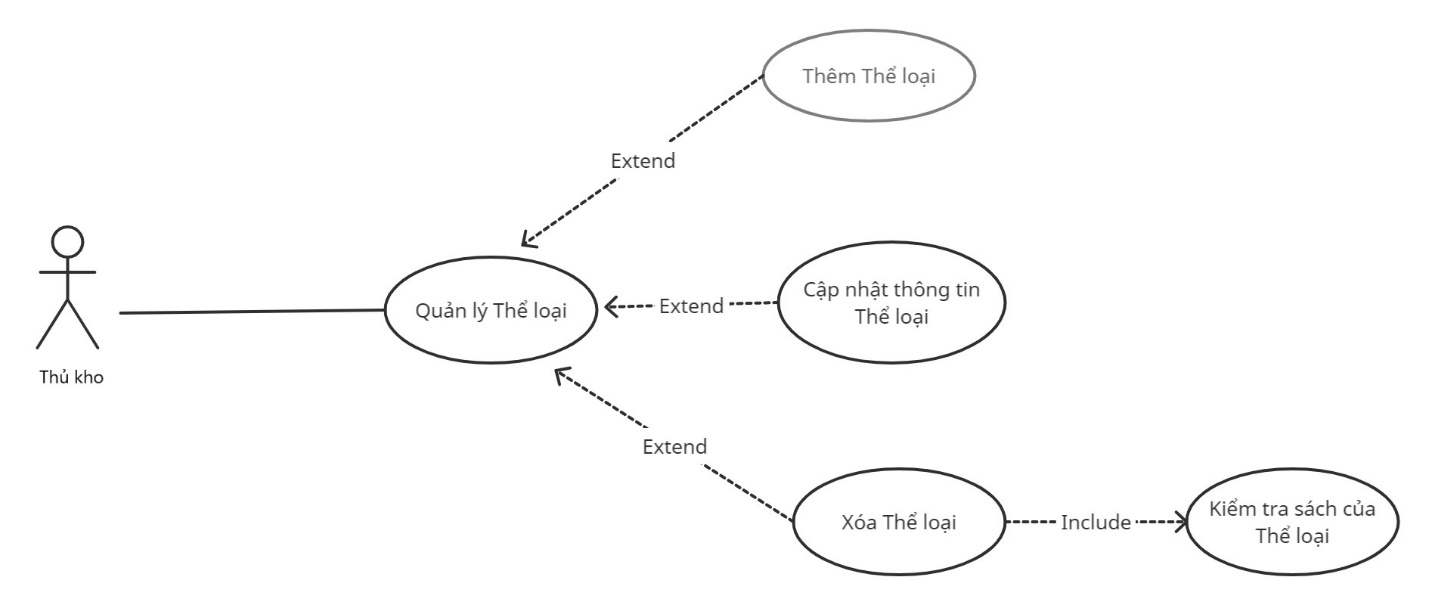 Thêm Thể loại
Extend
Quản lý Thể loại
Extend
Cập nhật thông tin
Thể loại
Thủ kho
Extend
Xóa Thể loại
Include
Kiểm tra sách của
Thể loại